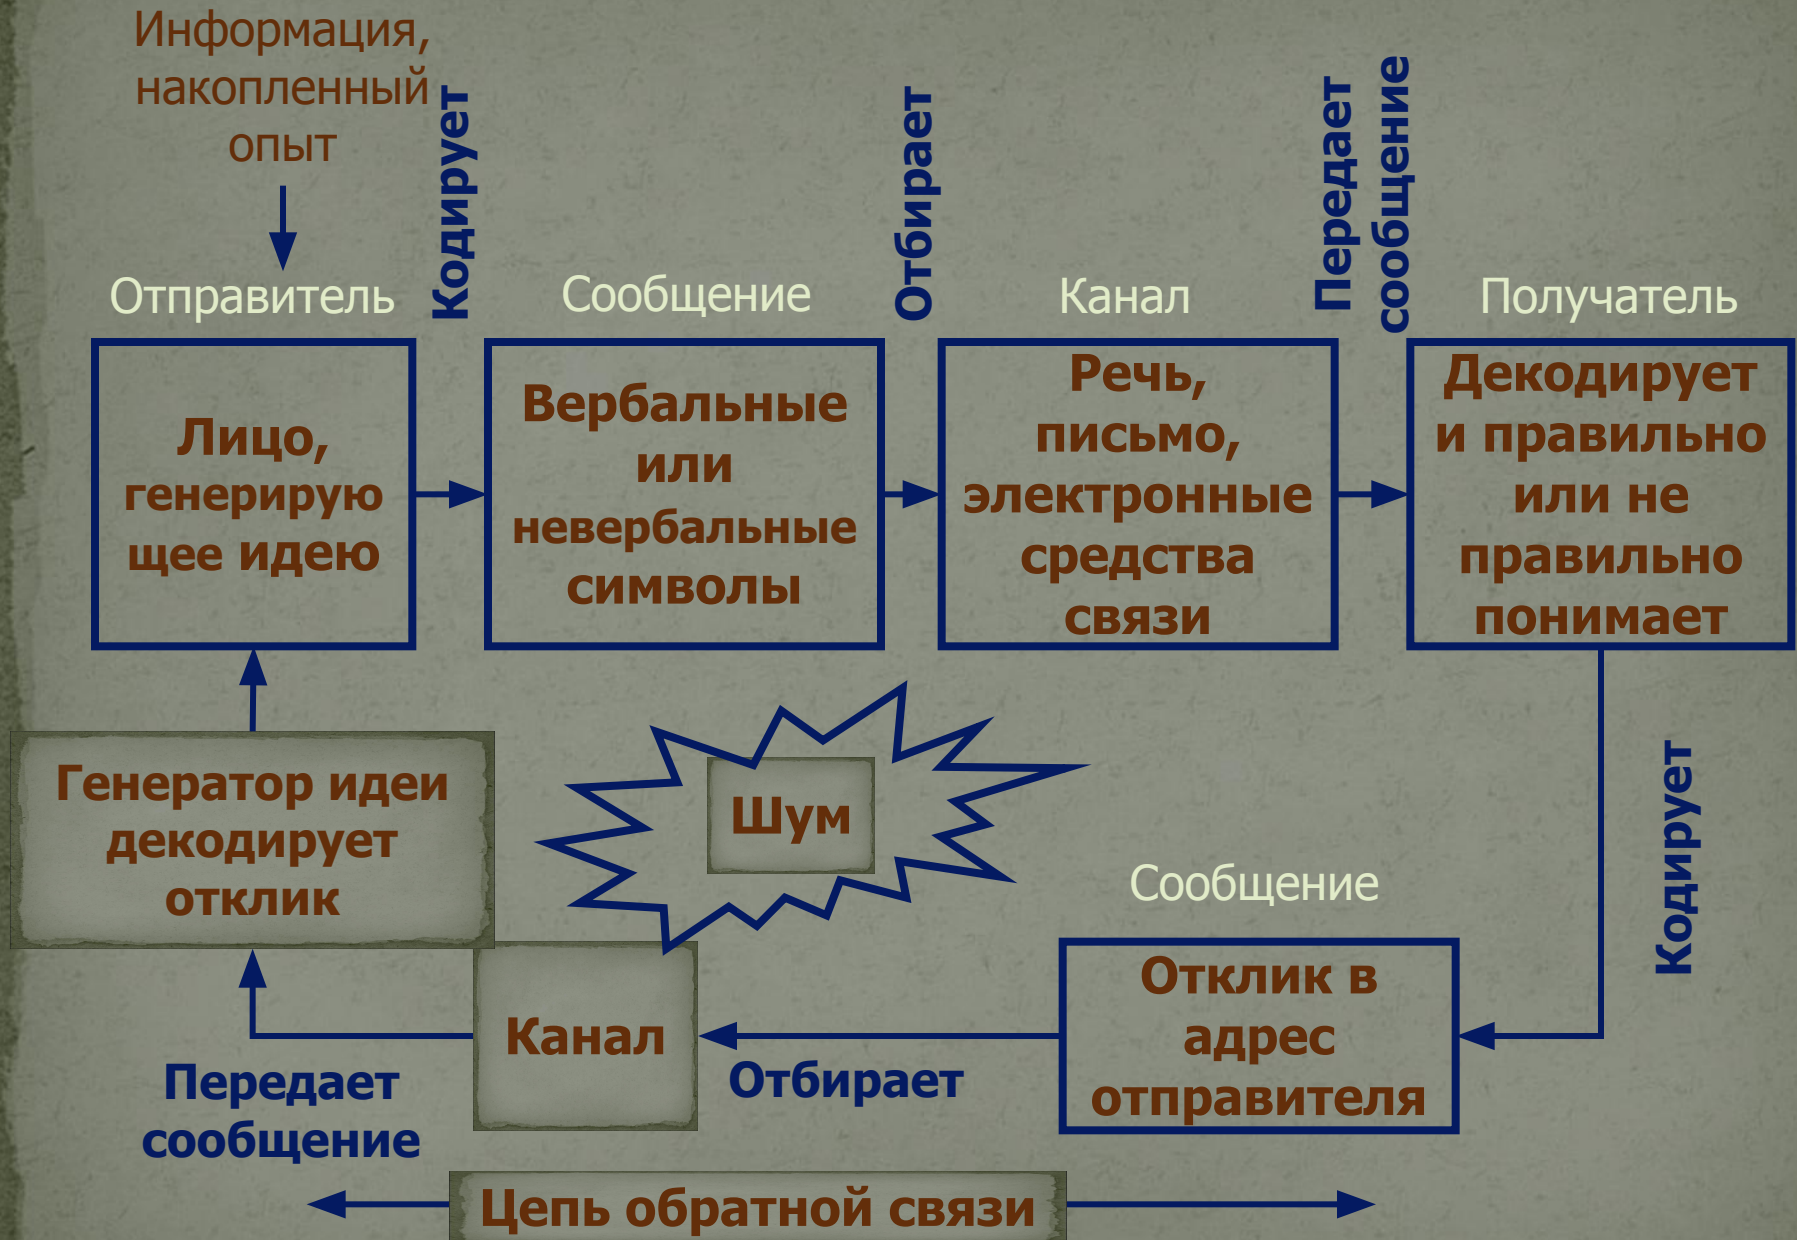 Информация,
накопленный
опыт
Кодирует
Отбирает
Передает
сообщение
Отправитель
Сообщение
Канал
Получатель
Лицо,
генерирую
щее идею
Вербальные
или
невербальные
символы
Речь,
письмо,
электронные
средства
связи
Декодирует
и правильно
или не
правильно
понимает
Генератор идеи
декодирует
отклик
Шум
Кодирует
Сообщение
Отклик в
адрес
отправителя
Отбирает
Канал
Передает
сообщение
Цепь обратной связи